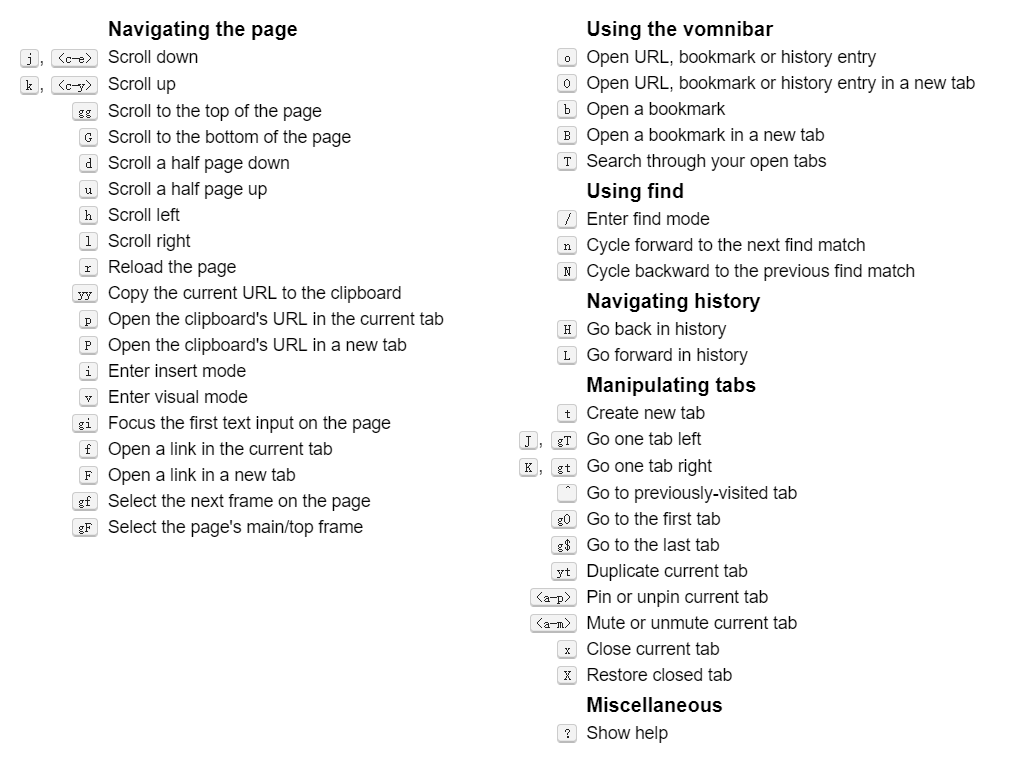 Navigating the page
j, <c-e> Scroll down
k, <c-y> Scroll up
gg Scroll to the top of the page
G Scroll to the bottom of the page
d Scroll a half page down
u Scroll a half page up
h Scroll left
l Scroll right
r Reload the page
yy Copy the current URL to the clipboard
p Open the clipboard's URL in the current tab
P Open the clipboard's URL in a new tab
i Enter insert mode
v Enter visual mode
gi Focus the first text input on the page
f Open a link in the current tab
F Open a link in a new tab
gf Select the next frame on the page
gF Select the page's main/top frame
Using the vomnibar
o Open URL, bookmark or history entry
O Open URL, bookmark or history entry in a new tab
b Open a bookmark
B Open a bookmark in a new tab
T Search through your open tabs
Using find
/ Enter find mode
n Cycle forward to the next find match
N Cycle backward to the previous find match
Navigating history
H Go back in history
L Go forward in history
Manipulating tabs
t Create new tab
J, gT Go one tab left
K, gt Go one tab right
^ Go to previously-visited tab
g0 Go to the first tab
g$ Go to the last tab
yt Duplicate current tab
<a-p> Pin or unpin current tab
<a-m> Mute or unmute current tab
x Close current tab
X Restore closed tab
Miscellaneous
? Show help